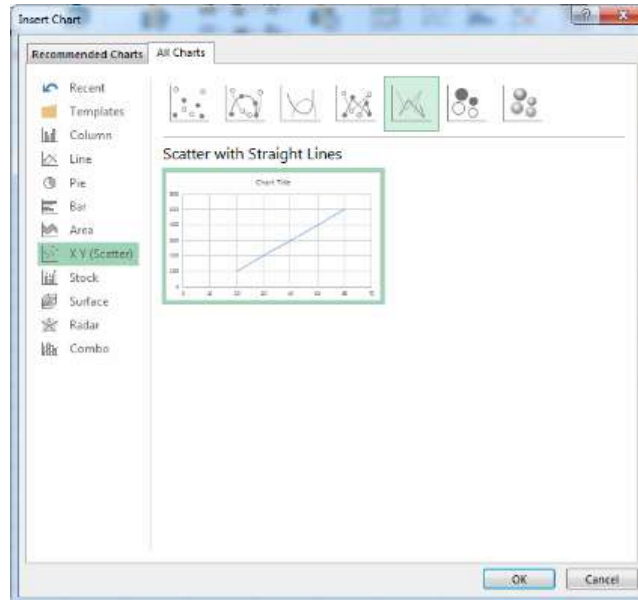 Insert Chart
Recommended Charts
All Charts
Recent
Templates
Column
Line
Pie
Bar
Area
X Y (Scatter)
Stock
Surface
Radar
Combo
Scatter with Straight Lines
Chart Title
OK
Cancel